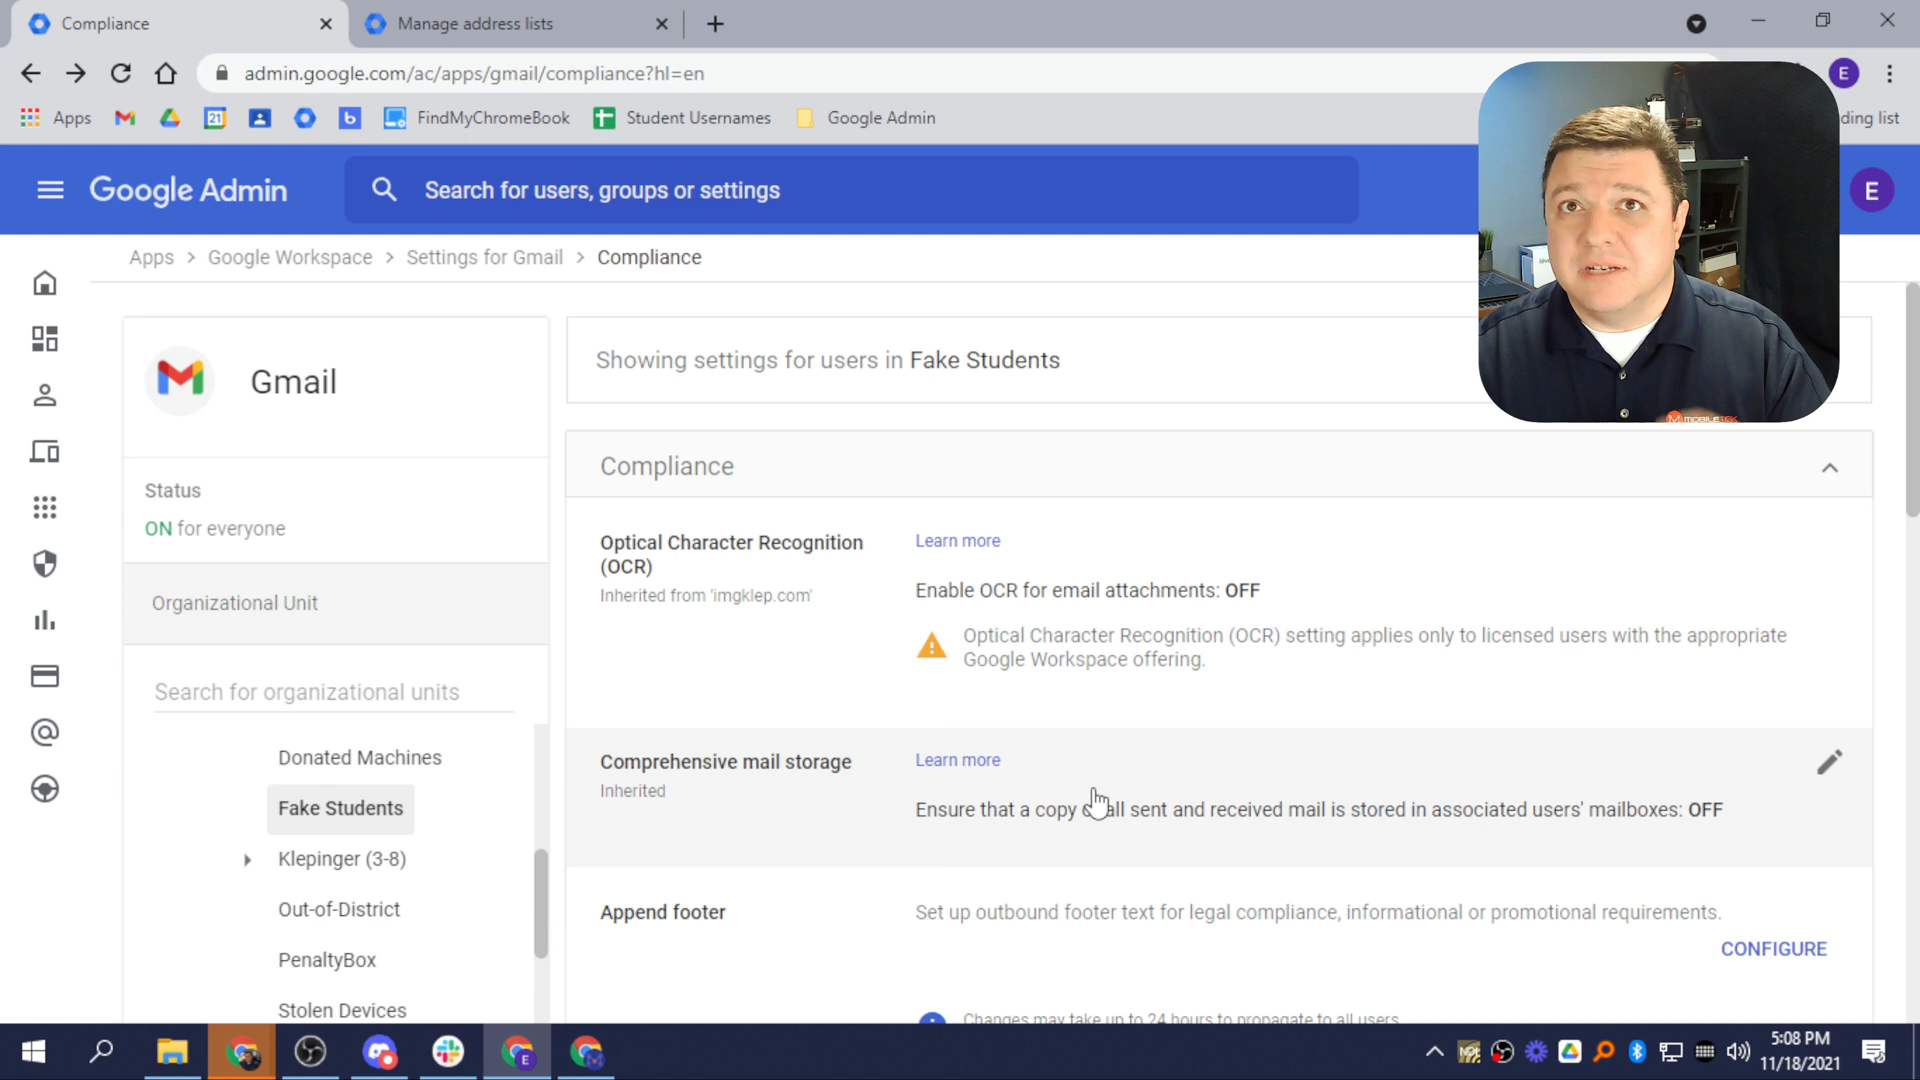 Compliance
Manage address lists
admin.google.com/ac/apps/gmail/compliance?hl=en
E
Apps
21
b
FindMyChromeBook
Student Usernames
Google Admin
ding list
Google Admin
Search for users, groups or settings
E
Apps > Google Workspace > Settings for Gmail > Compliance
Gmail
Showing settings for users in Fake Students
MOBILETEK
Compliance
Status
ON for everyone
Optical Character Recognition
(OCR)
Inherited from 'imgklep.com'
Learn more
Enable OCR for email attachments: OFF
Optical Character Recognition (OCR) setting applies only to licensed users with the appropriate
Google Workspace offering.
Organizational Unit
Search for organizational units
Donated Machines
Fake Students
Klepinger (3-8)
Out-of-District
PenaltyBox
Stolen Devices
Comprehensive mail storage
Inherited
Learn more
Ensure that a copy all sent and received mail is stored in associated users' mailboxes: OFF
Append footer
Set up outbound footer text for legal compliance, informational or promotional requirements.
CONFIGURE
Changes may take up to 24 hours to propagate to all users
E
M
5:08 PM
11/18/2021